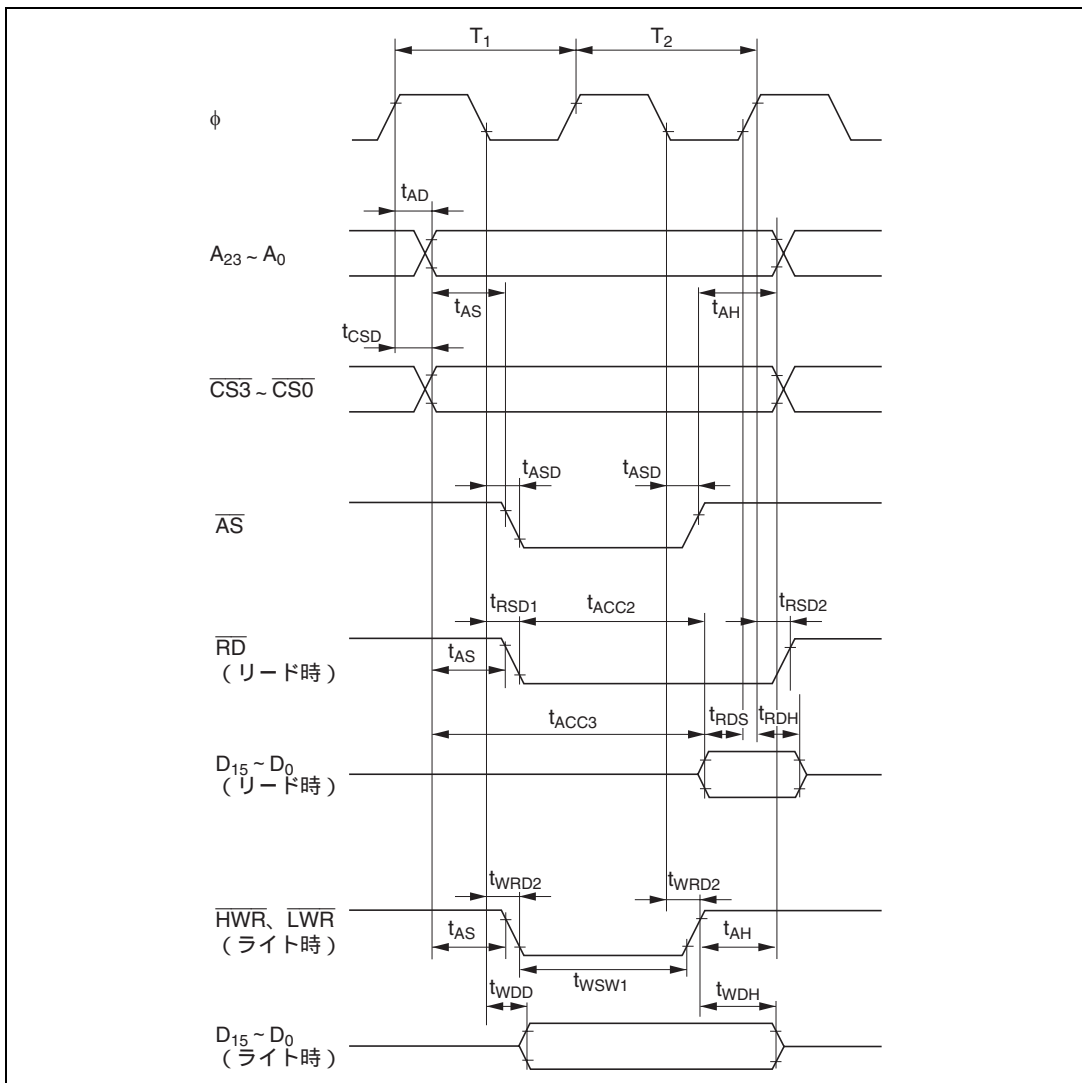 T1 T2
φ
tAD
A23 ~ A0
tAS tAH
tCSD
CS3 ~ CS0
tASD tASD
AS
tRSD1 tACC2 tRSD2
RD
（リード時）
tAS
tACC3 tRDS tRDH
D15 ~ D0
（リード時）
tWRD2 tWRD2
HWR、LWR
（ライト時）
tAS tAH
tWSW1
tWDD tWDH
D15 ~ D0
（ライト時）